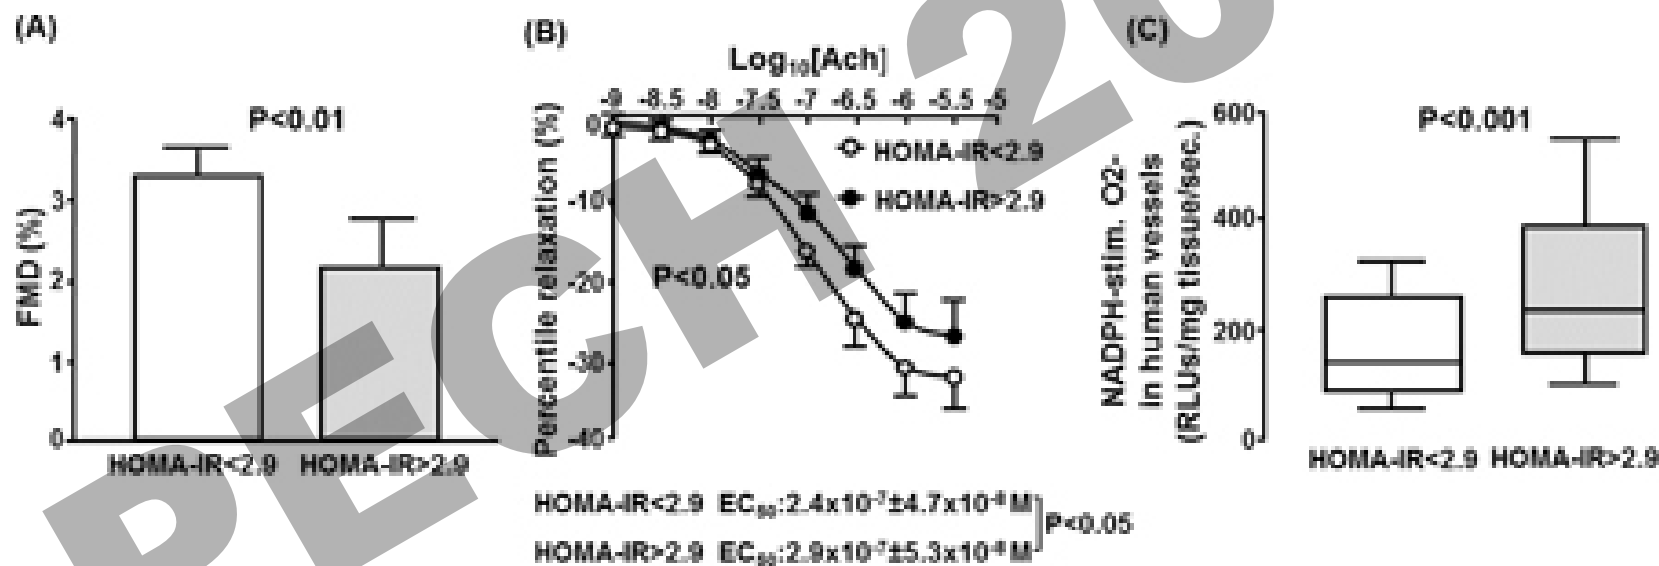 (A)
P<0.01
FMD (%)
4
3
2
1
0
HOMA-IR<2.9 HOMA-IR>2.9
(B)
Log10[Ach]
-9 -8.5 -8 -7.5 -7 -6.5 -6 -5.5 -5
Percentile relaxation (%)
0
-10
-20
-30
-40
HOMA-IR<2.9
HOMA-IR>2.9
P<0.05
HOMA-IR<2.9 EC50:2.4x10-7±4.7x10-8M
HOMA-IR>2.9 EC50:2.9x10-7±5.3x10-8M
P<0.05
(C)
P<0.001
NADPH-stim. O2-
in human vessels
(RLUs/mg tissue/sec.)
600
400
200
0
HOMA-IR<2.9 HOMA-IR>2.9
PECH 20